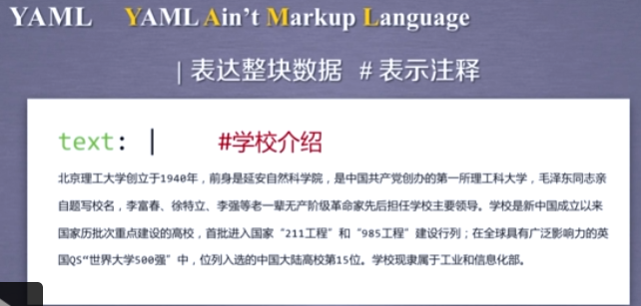 YAML YAML Ain't Markup Language
| 表达整块数据 # 表示注释
text: | #学校介绍
北京理工大学创立于1940年，前身是延安自然科学院，是中国共产党创办的第一所理工科大学，毛泽东同志亲
自题写校名，李富春、徐特立、李强等老一辈无产阶级革命家先后担任学校主要领导。学校是新中国成立以来
国家历批次重点建设的高校，首批进入国家“211工程”和“985工程”建设行列；在全球具有广泛影响力的英
国QS“世界大学500强”中，位列入选的中国大陆高校第15位。学校现隶属于工业和信息化部。